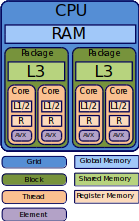 CPU
RAM
Package Package
L3 L3
Core Core Core Core
L1/2 L1/2 L1/2 L1/2
R R R R
AVX AVX AVX AVX
Grid Global Memory
Block Shared Memory
Thread Register Memory
Element